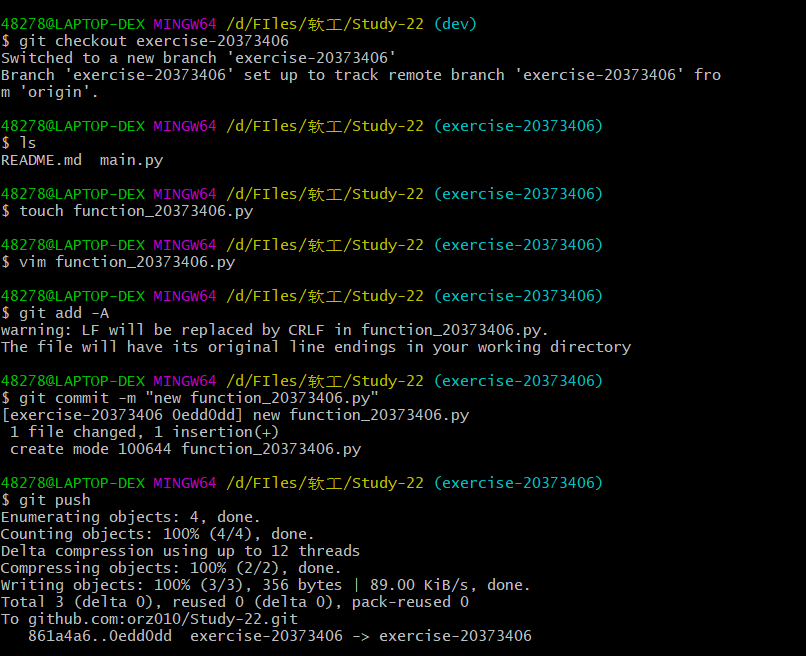 48278@LAPTOP-DEX MINGW64 /d/FIles/软工/Study-22 (dev)
$ git checkout exercise-20373406
Switched to a new branch 'exercise-20373406'
Branch 'exercise-20373406' set up to track remote branch 'exercise-20373406' fro
m 'origin'.
48278@LAPTOP-DEX MINGW64 /d/FIles/软工/Study-22 (exercise-20373406)
$ ls
README.md  main.py
48278@LAPTOP-DEX MINGW64 /d/FIles/软工/Study-22 (exercise-20373406)
$ touch function_20373406.py
48278@LAPTOP-DEX MINGW64 /d/FIles/软工/Study-22 (exercise-20373406)
$ vim function_20373406.py
48278@LAPTOP-DEX MINGW64 /d/FIles/软工/Study-22 (exercise-20373406)
$ git add -A
warning: LF will be replaced by CRLF in function_20373406.py.
The file will have its original line endings in your working directory
48278@LAPTOP-DEX MINGW64 /d/FIles/软工/Study-22 (exercise-20373406)
$ git commit -m "new function_20373406.py"
[exercise-20373406 0edd0dd] new function_20373406.py
 1 file changed, 1 insertion(+)
 create mode 100644 function_20373406.py
48278@LAPTOP-DEX MINGW64 /d/FIles/软工/Study-22 (exercise-20373406)
$ git push
Enumerating objects: 4, done.
Counting objects: 100% (4/4), done.
Delta compression using up to 12 threads
Compressing objects: 100% (2/2), done.
Writing objects: 100% (3/3), 356 bytes | 89.00 KiB/s, done.
Total 3 (delta 0), reused 0 (delta 0), pack-reused 0
To github.com:orz010/Study-22.git
   861a4a6..0edd0dd  exercise-20373406 -> exercise-20373406